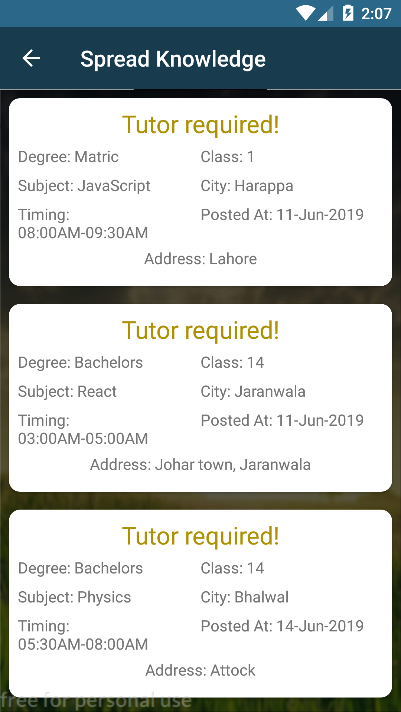 2:07
Spread Knowledge
Tutor required!
Degree: Matric Class: 1
Subject: JavaScript City: Harappa
Timing: Posted At: 11-Jun-2019
08:00AM-09:30AM
Address: Lahore
Tutor required!
Degree: Bachelors Class: 14
Subject: React City: Jaranwala
Timing: Posted At: 11-Jun-2019
03:00AM-05:00AM
Address: Johar town, Jaranwala
Tutor required!
Degree: Bachelors Class: 14
Subject: Physics City: Bhalwal
Timing: Posted At: 14-Jun-2019
05:30AM-08:00AM
Address: Attock
free for personal use